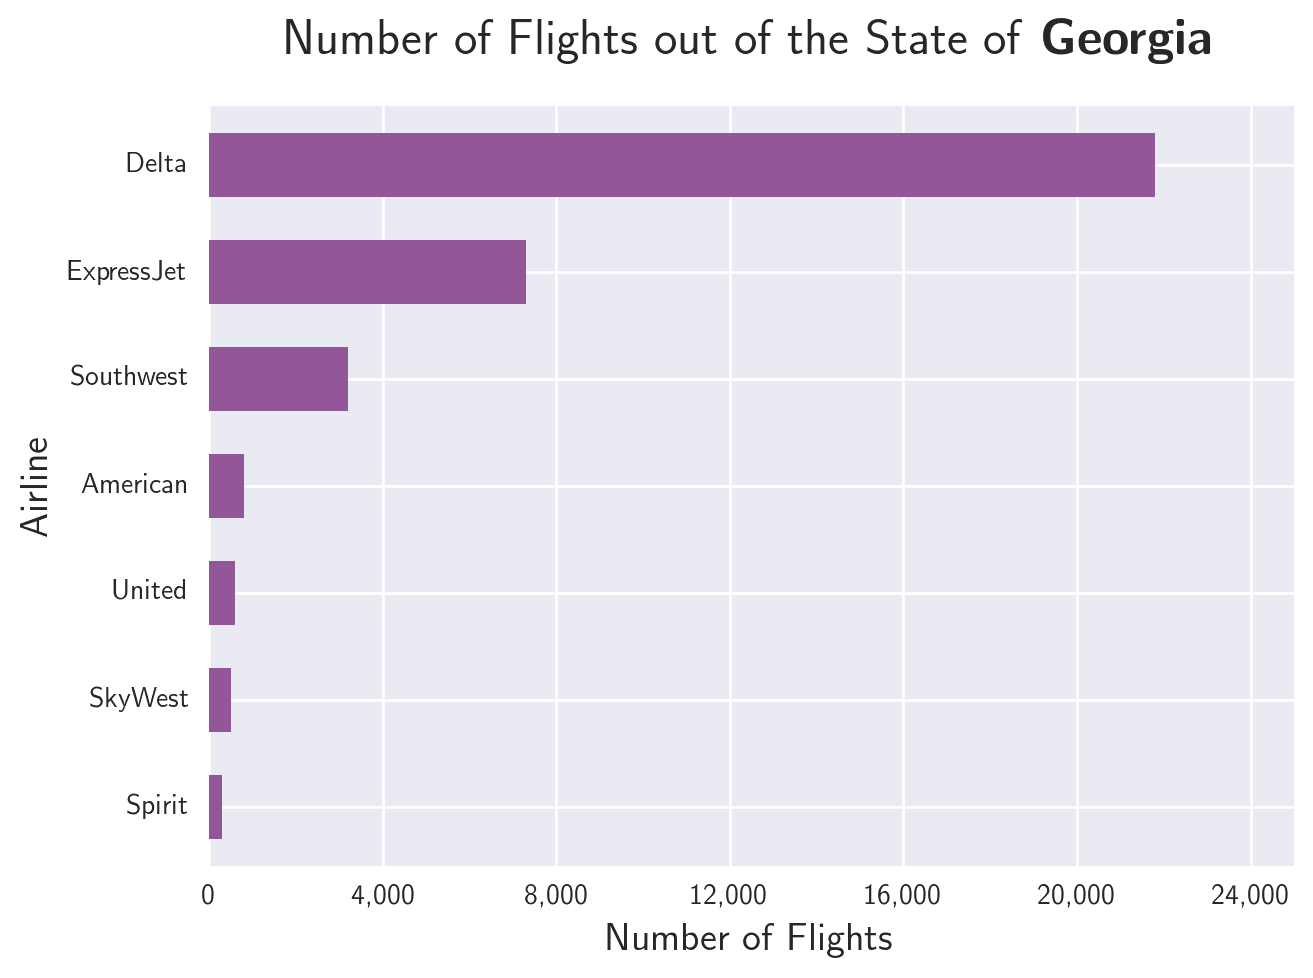 Number of Flights out of the State of Georgia
Delta
ExpressJet
Southwest
American
United
SkyWest
Spirit
Airline
0 4,000 8,000 12,000 16,000 20,000 24,000
Number of Flights